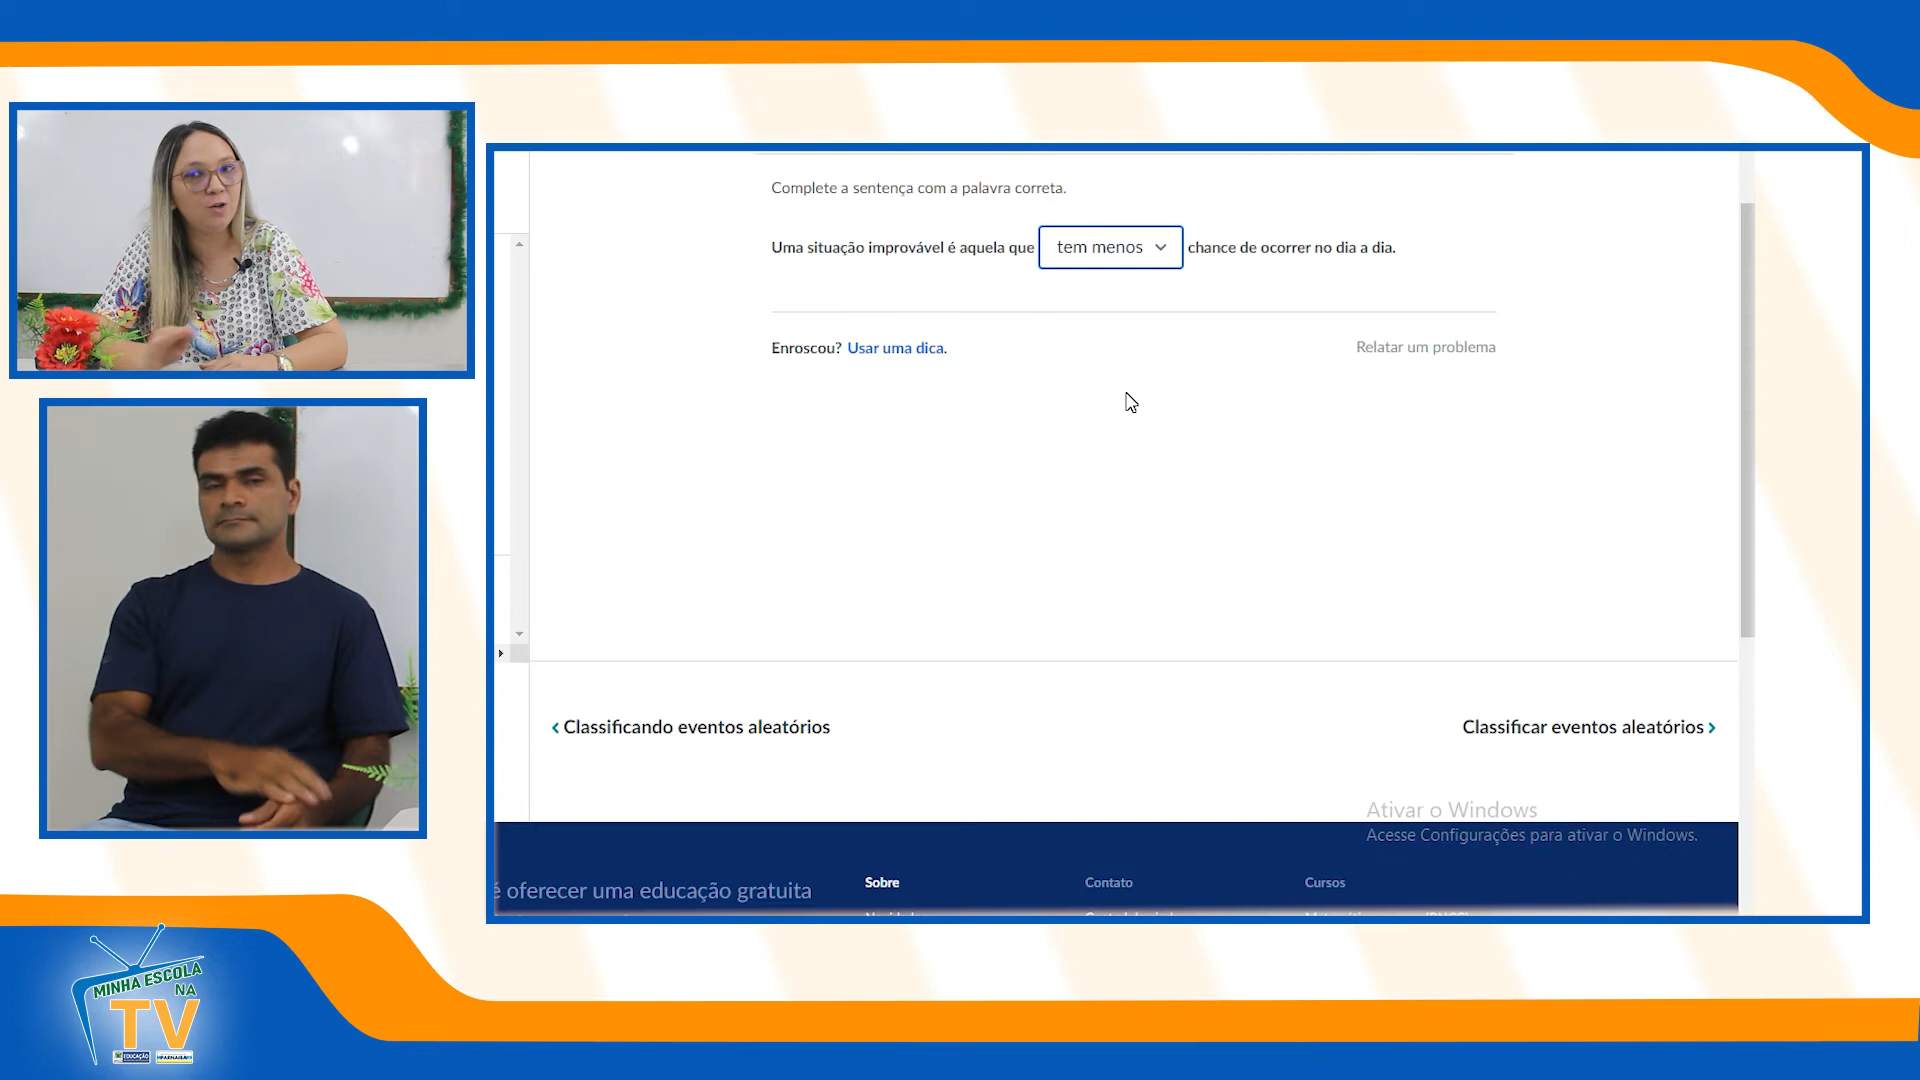 Complete a sentença com a palavra correta.
Uma situação improvável é aquela que tem menos chance de ocorrer no dia a dia.
Enroscou? Usar uma dica.
Relatar um problema
Classificando eventos aleatórios
Classificar eventos aleatórios
Ativar o Windows
Acesse Configurações para ativar o Windows.
é oferecer uma educação gratuita
Sobre
Contato
Cursos
MINHA ESCOLA
NA
TV
EDUCAÇÃO
PARNAÍBA